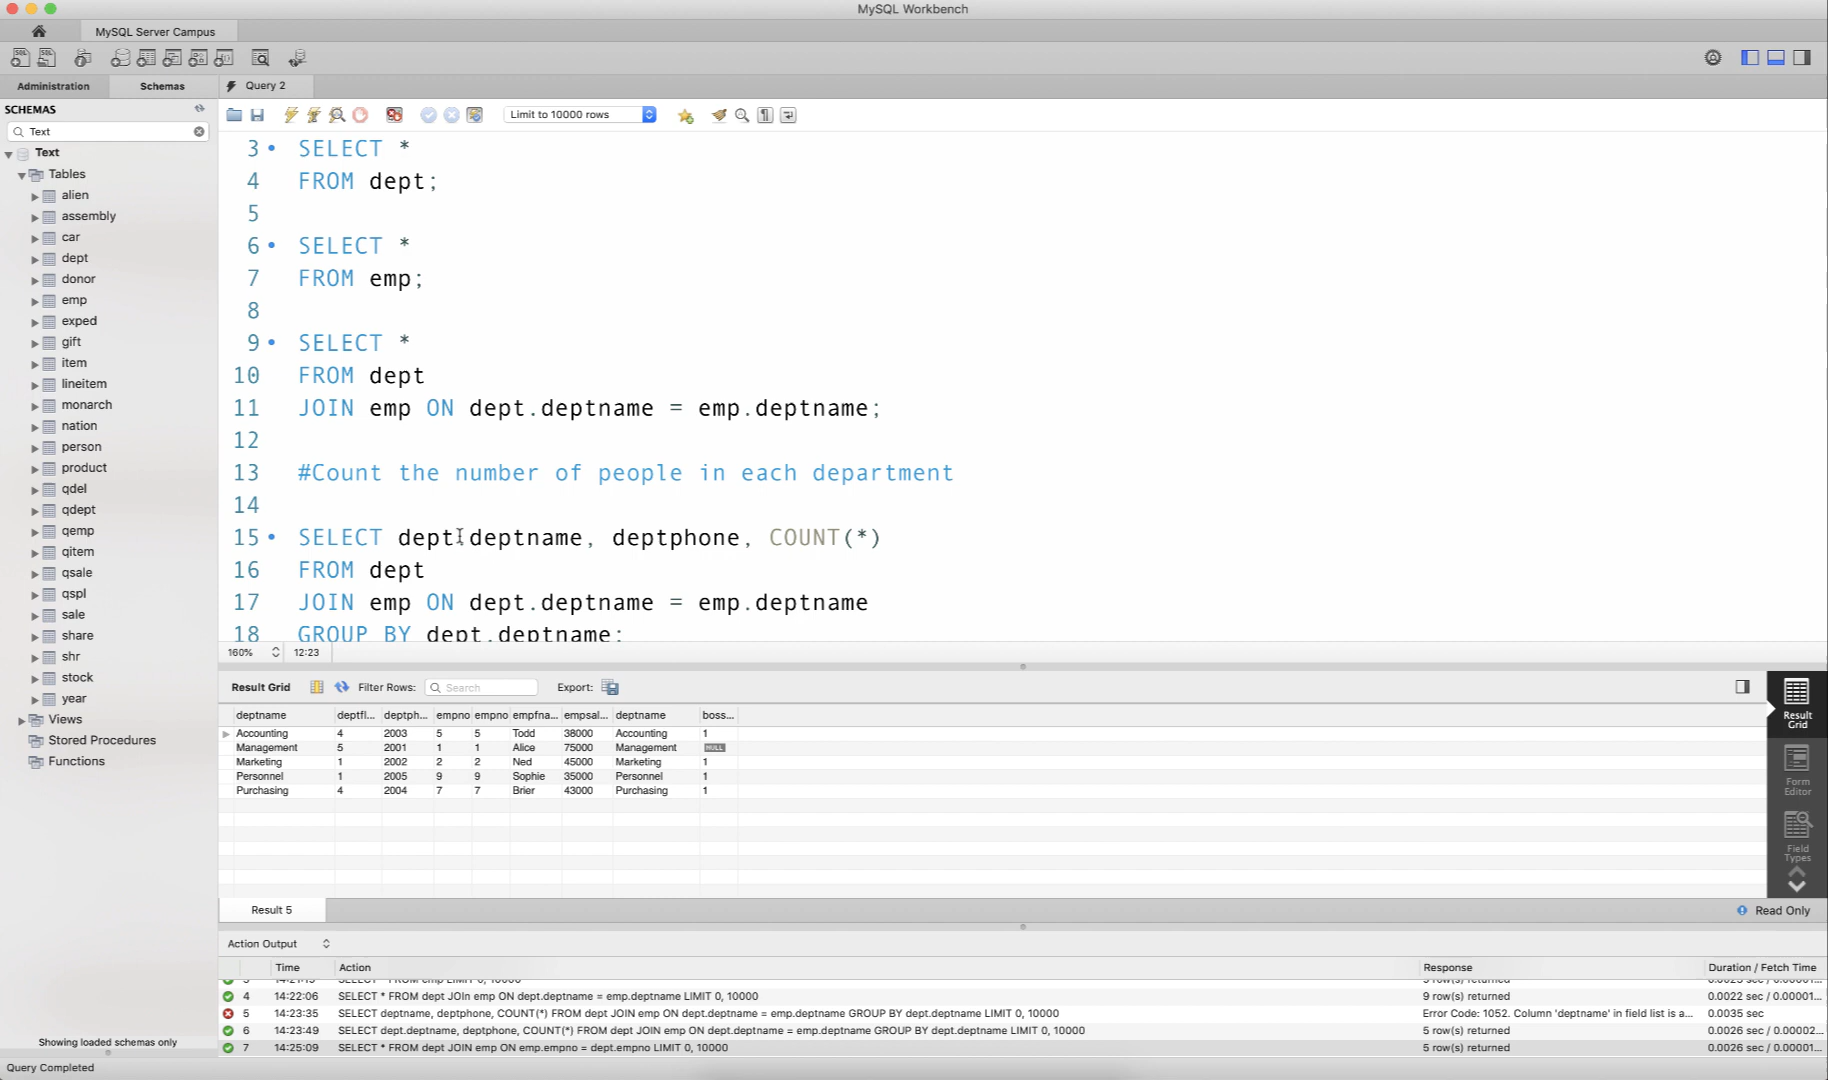 MySQL Workbench
MySQL Server Campus
Administration
Schemas
Query 2
SCHEMAS
Text
Limit to 10000 rows
Text
Tables
alien
assembly
car
dept
donor
emp
exped
gift
item
lineitem
monarch
nation
person
product
qdel
qdept
qemp
qitem
qsale
qspl
sale
share
shr
stock
year
Views
Stored Procedures
Functions
Showing loaded schemas only
3 SELECT *
4 FROM dept;
5
6 SELECT *
7 FROM emp;
8
9 SELECT *
10 FROM dept
11 JOIN emp ON dept.deptname = emp.deptname;
12
13 #Count the number of people in each department
14
15 SELECT dept.deptname, deptphone, COUNT(*)
16 FROM dept
17 JOIN emp ON dept.deptname = emp.deptname
18 GROUP BY dept.deptname;
160% 12:23
Result Grid Filter Rows: Search Export:
deptname deptfl... deptph... empno empno empfna... empsal... deptname boss...
Accounting 4 2003 5 5 Todd 38000 Accounting 1
Management 5 2001 1 1 Alice 75000 Management NULL
Marketing 1 2002 2 2 Ned 45000 Marketing 1
Personnel 1 2005 9 9 Sophie 35000 Personnel 1
Purchasing 4 2004 7 7 Brier 43000 Purchasing 1
Result Grid
Form Editor
Field Types
Result 5
Read Only
Action Output
Time Action Response Duration / Fetch Time
4 14:22:06 SELECT * FROM dept JOIn emp ON dept.deptname = emp.deptname LIMIT 0, 10000 9 row(s) returned 0.0022 sec / 0.00001...
5 14:23:35 SELECT deptname, deptphone, COUNT(*) FROM dept JOIN emp ON dept.deptname = emp.deptname GROUP BY dept.deptname LIMIT 0, 10000 Error Code: 1052. Column 'deptname' in field list is a... 0.0035 sec
6 14:23:49 SELECT dept.deptname, deptphone, COUNT(*) FROM dept JOIN emp ON dept.deptname = emp.deptname GROUP BY dept.deptname LIMIT 0, 10000 5 row(s) returned 0.0026 sec / 0.00002...
7 14:25:09 SELECT * FROM dept JOIN emp ON emp.empno = dept.empno LIMIT 0, 10000 5 row(s) returned 0.0026 sec / 0.00001...
Query Completed